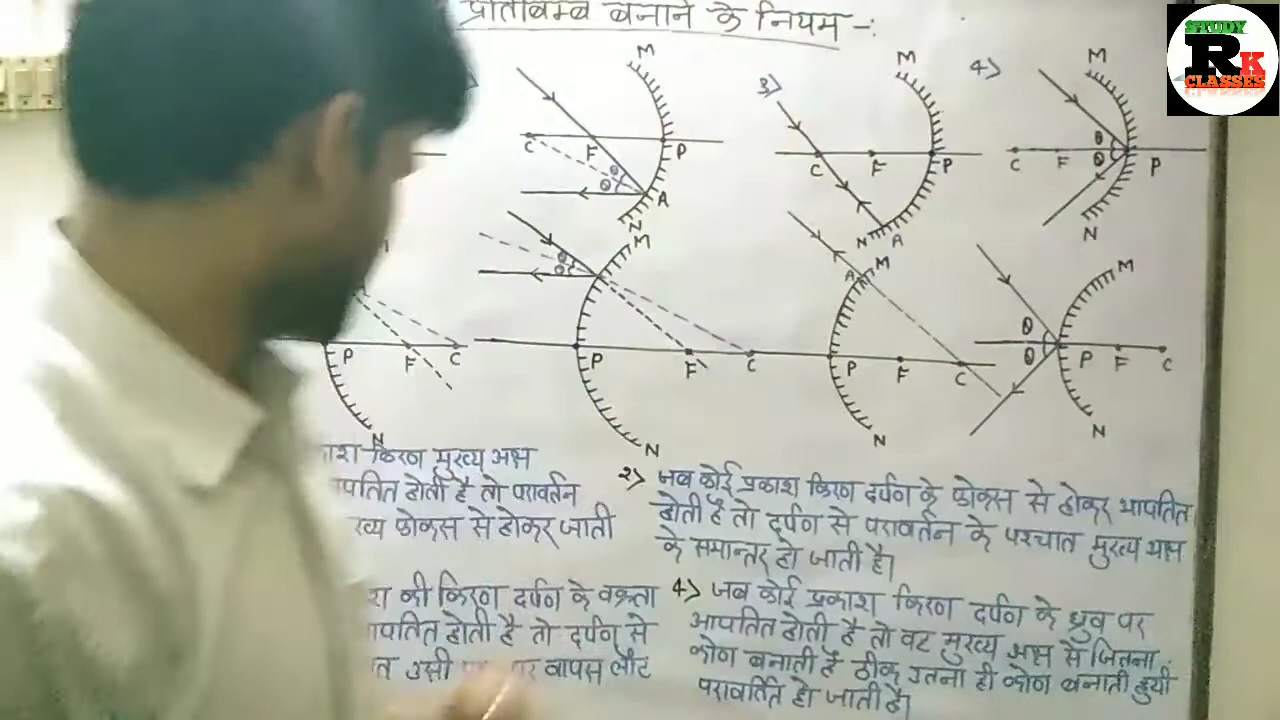 प्रतिबिम्ब बनाने के नियम -:
STUDY
RK
CLASSES
3>
4>
M
C
F
P
θ
θ
A
N
M
C
F
P
N
A
M
C
F
θ
θ
P
N
P
F
C
N
M
θ
θ
P
F
C
N
A
M
P
F
C
N
M
θ
θ
P
F
C
N
किरण मुख्य अक्ष
होती है तो परावर्तन
फोकस से होकर जाती
2> जब कोई प्रकाश किरण दर्पण के फोकस से होकर आपतित
होती है तो दर्पण से परावर्तन के पश्चात मुख्य अक्ष
के समान्तर हो जाती है।
की किरण दर्पण के वक्रता
होती है तो दर्पण से
उसी पर वापस लौट
4> जब कोई प्रकाश किरण दर्पण के ध्रुव पर
आपतित होती है तो वह मुख्य अक्ष से जितना
कोण बनाती है ठीक उतना ही कोण बनाती हुयी
परावर्तित हो जाती है।